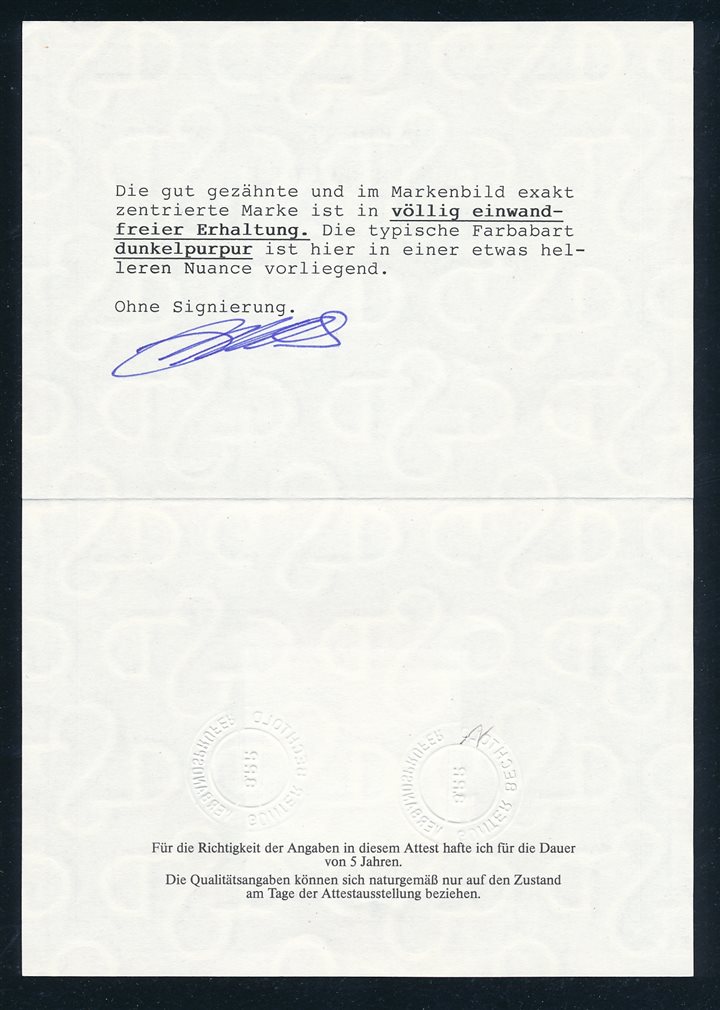 Die gut gezähnte und im Markenbild exakt
zentrierte Marke ist in völlig einwand-
freier Erhaltung. Die typische Farbabart
dunkelpurpur ist hier in einer etwas hel-
leren Nuance vorliegend.
Ohne Signierung.
Für die Richtigkeit der Angaben in diesem Attest hafte ich für die Dauer
von 5 Jahren.
Die Qualitätsangaben können sich naturgemäß nur auf den Zustand
am Tage der Attestausstellung beziehen.